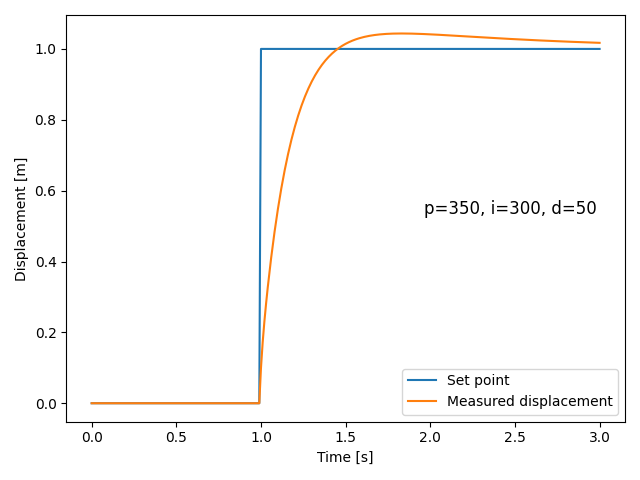 1.0
0.8
0.6
0.4
0.2
0.0
Displacement [m]
p=350, i=300, d=50
Set point
Measured displacement
0.0 0.5 1.0 1.5 2.0 2.5 3.0
Time [s]